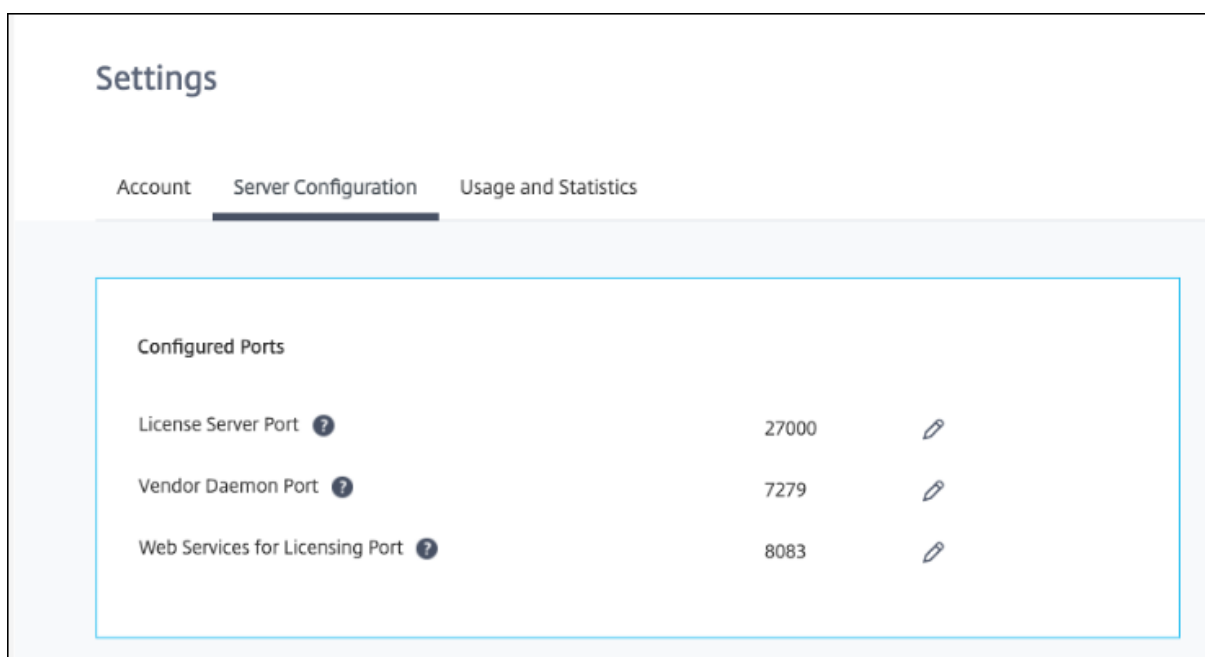 Settings
Account Server Configuration Usage and Statistics
Configured Ports
License Server Port ? 27000
Vendor Daemon Port ? 7279
Web Services for Licensing Port ? 8083